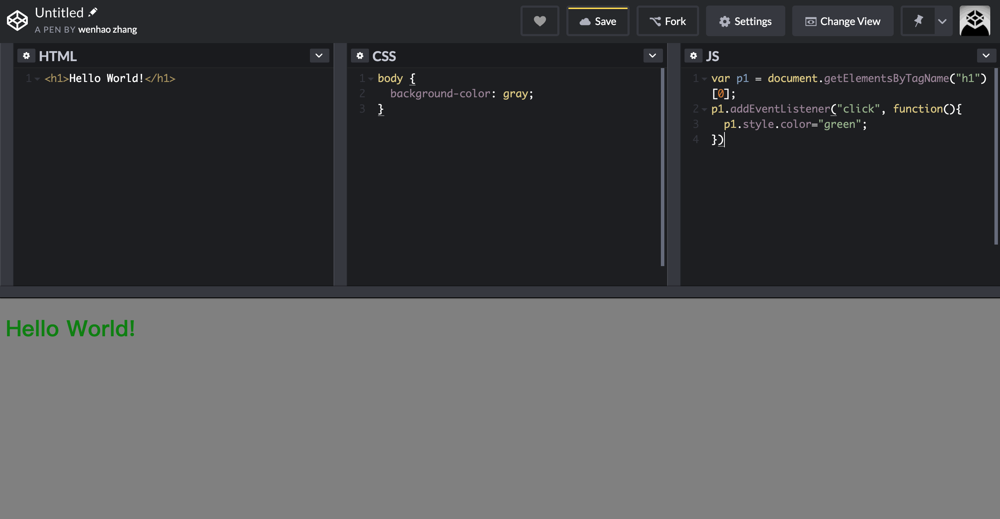 Untitled
A PEN BY wenhao zhang
Save
Fork
Settings
Change View
HTML
1 <h1>Hello World!</h1>
CSS
1 body {
2   background-color: gray;
3 }
JS
1 var p1 = document.getElementsByTagName("h1")
[0];
2 p1.addEventListener("click", function(){
3   p1.style.color="green";
4 })
Hello World!